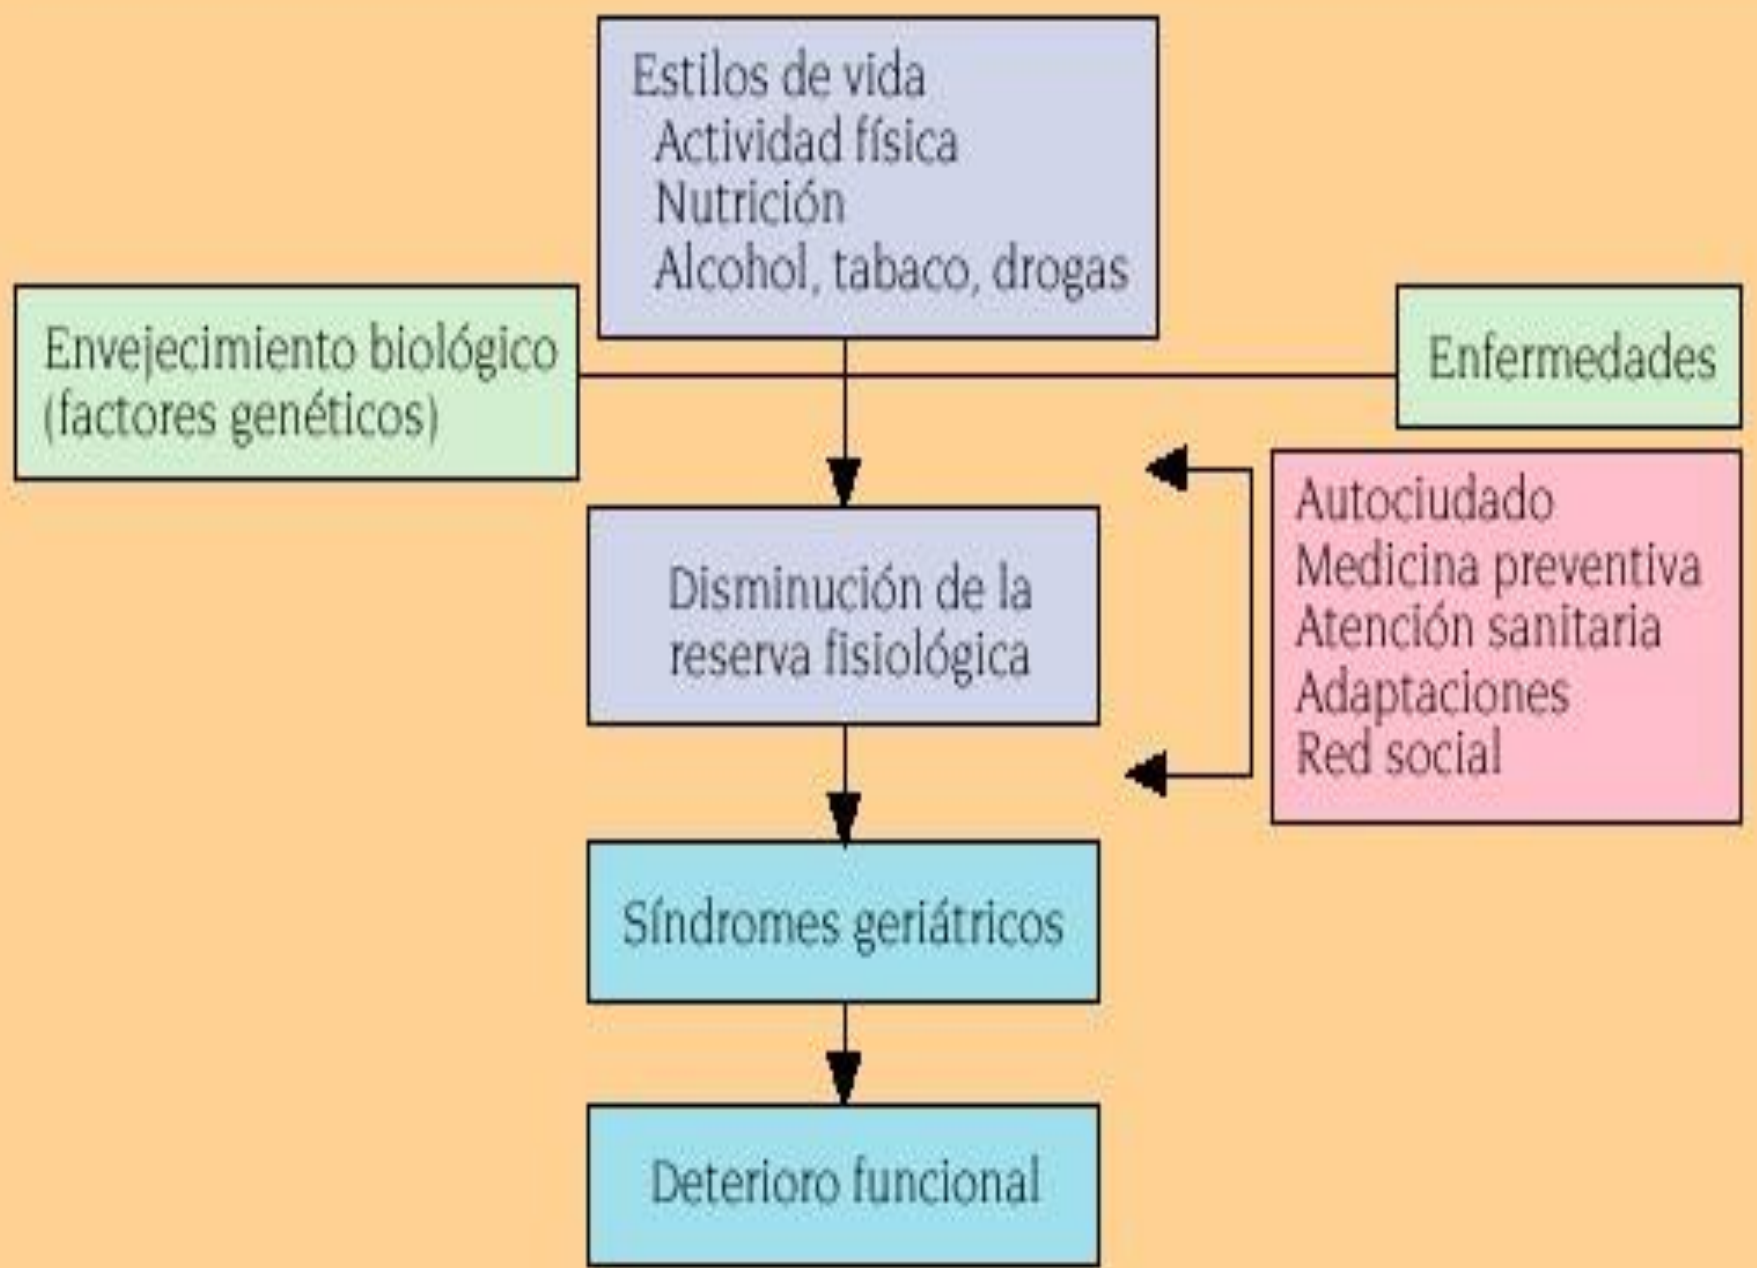 Estilos de vida
Actividad física
Nutrición
Alcohol, tabaco, drogas
Envejecimiento biológico
(factores genéticos)
Enfermedades
Autociudado
Medicina preventiva
Atención sanitaria
Adaptaciones
Red social
Disminución de la
reserva fisiológica
Síndromes geriátricos
Deterioro funcional